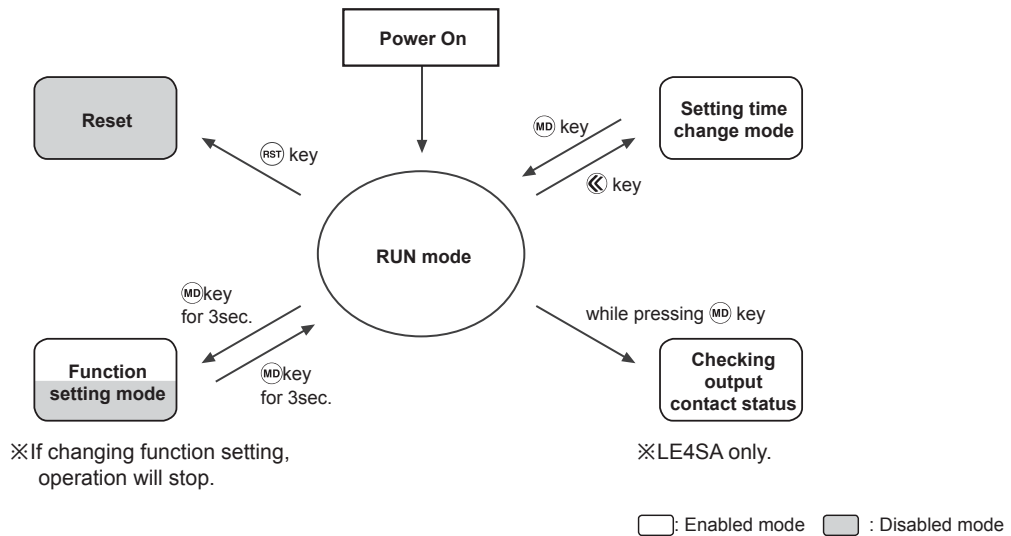 Power On
Reset
Setting time
change mode
MD key
RST key
≪ key
RUN mode
MD key
for 3sec.
while pressing MD key
Function
setting mode
MD key
for 3sec.
Checking
output
contact status
※If changing function setting,
operation will stop.
※LE4SA only.
: Enabled mode : Disabled mode